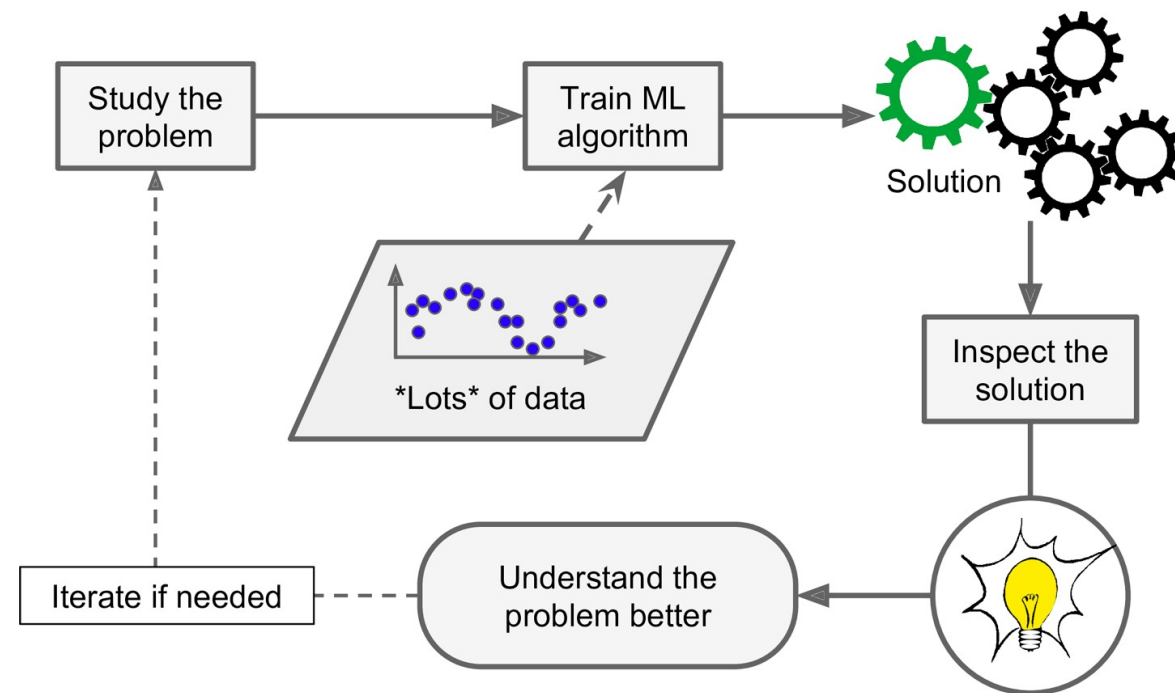 Study the
problem
Train ML
algorithm
Solution
*Lots* of data
Inspect the
solution
Understand the
problem better
Iterate if needed